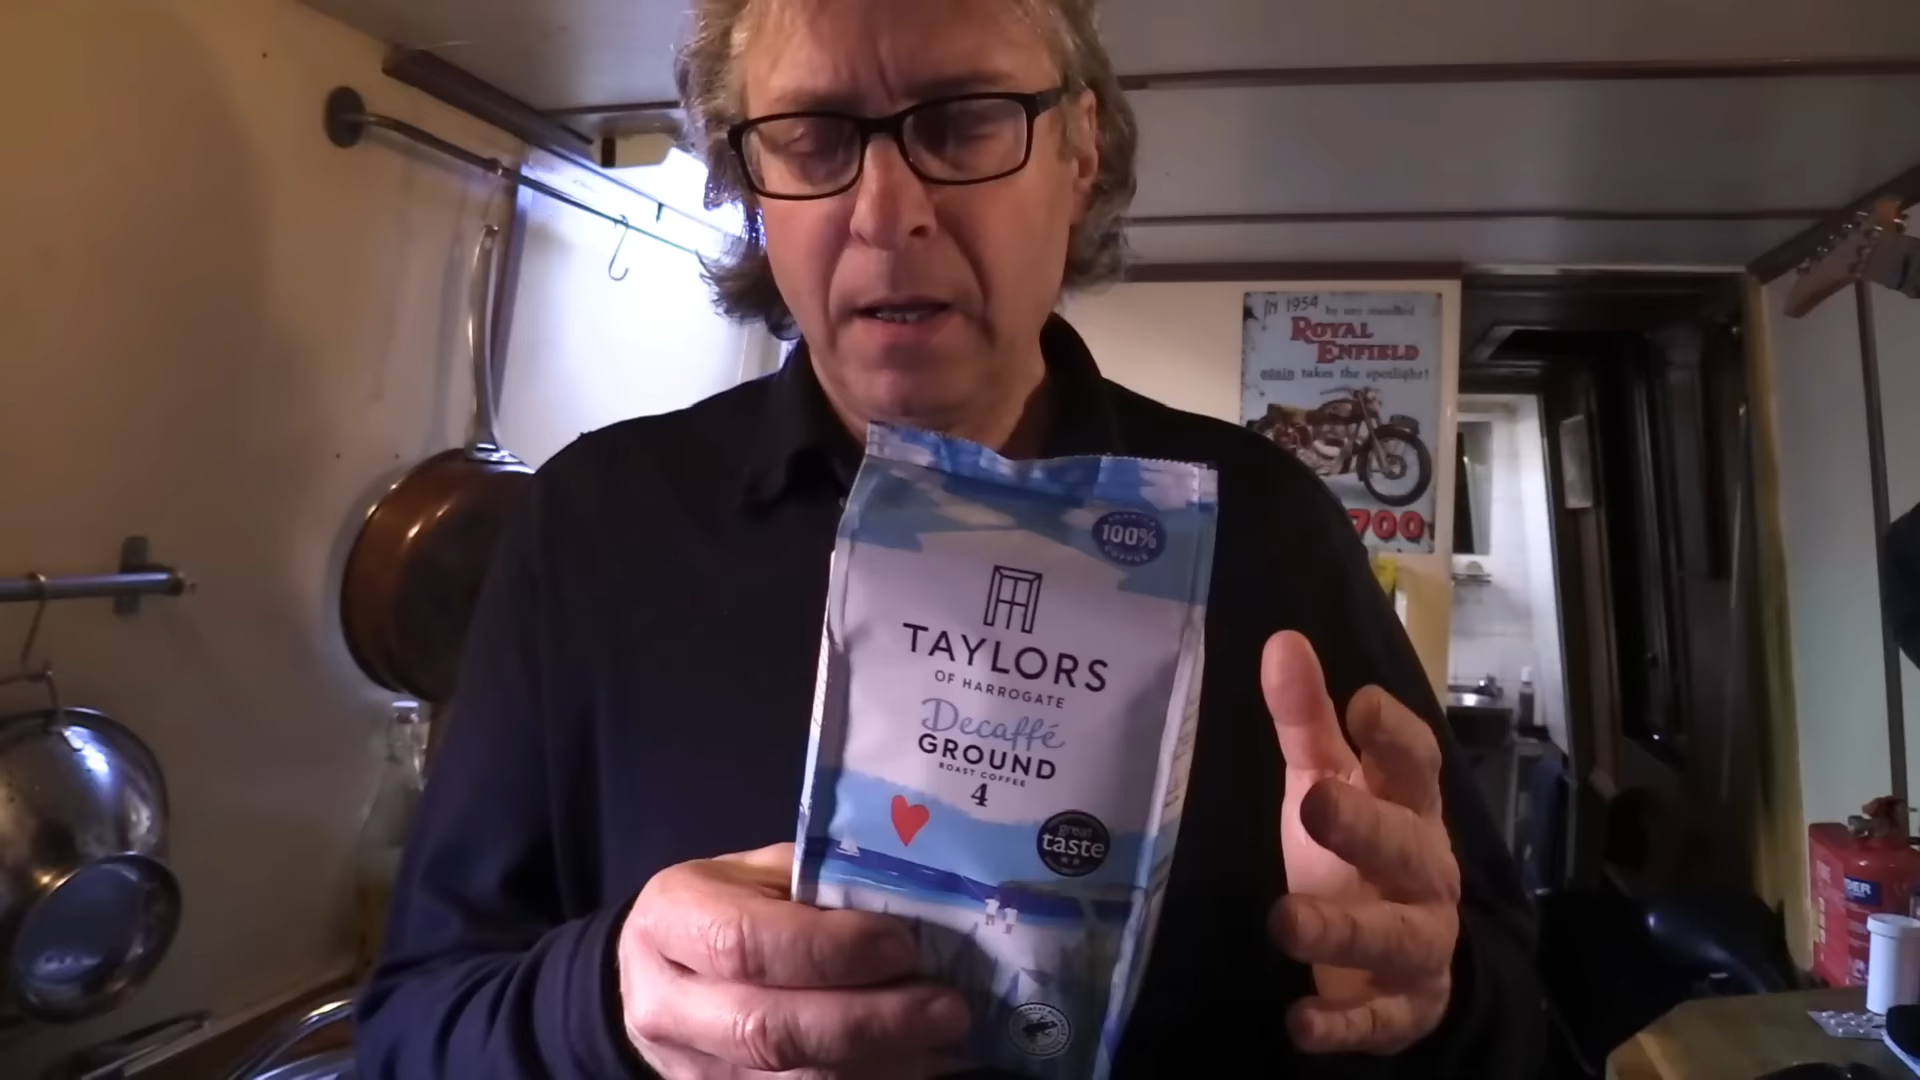 IN 1954
ROYAL
ENFIELD
again takes the spotlight!
700
100%
TAYLORS
OF HARROGATE
Decaffé
GROUND
ROAST COFFEE
4
great
taste